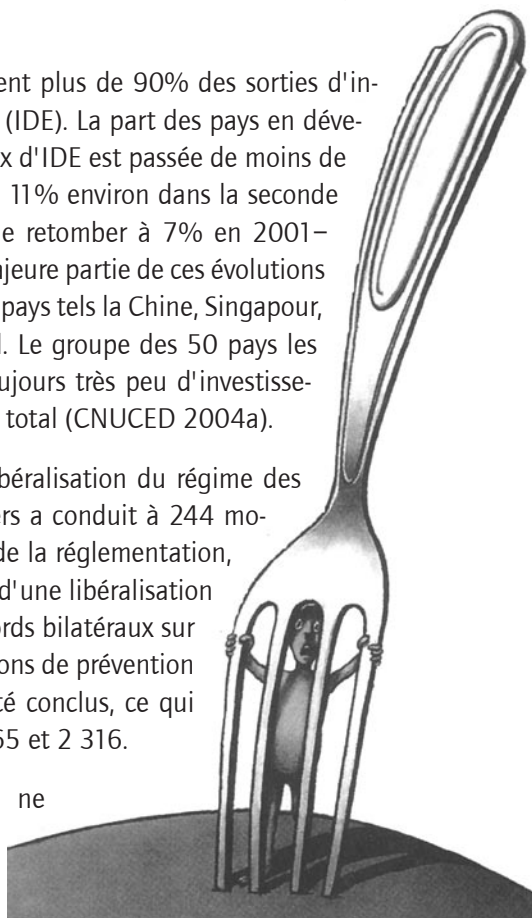 ent plus de 90% des sorties d'in-
(IDE). La part des pays en déve-
x d'IDE est passée de moins de
11% environ dans la seconde
e retomber à 7% en 2001–
ajeure partie de ces évolutions
pays tels la Chine, Singapour,
l. Le groupe des 50 pays les
ujours très peu d'investisse-
total (CNUCED 2004a).
béralisation du régime des
ers a conduit à 244 mo-
de la réglementation,
d'une libéralisation
ords bilatéraux sur
ons de prévention
té conclus, ce qui
65 et 2 316.
ne